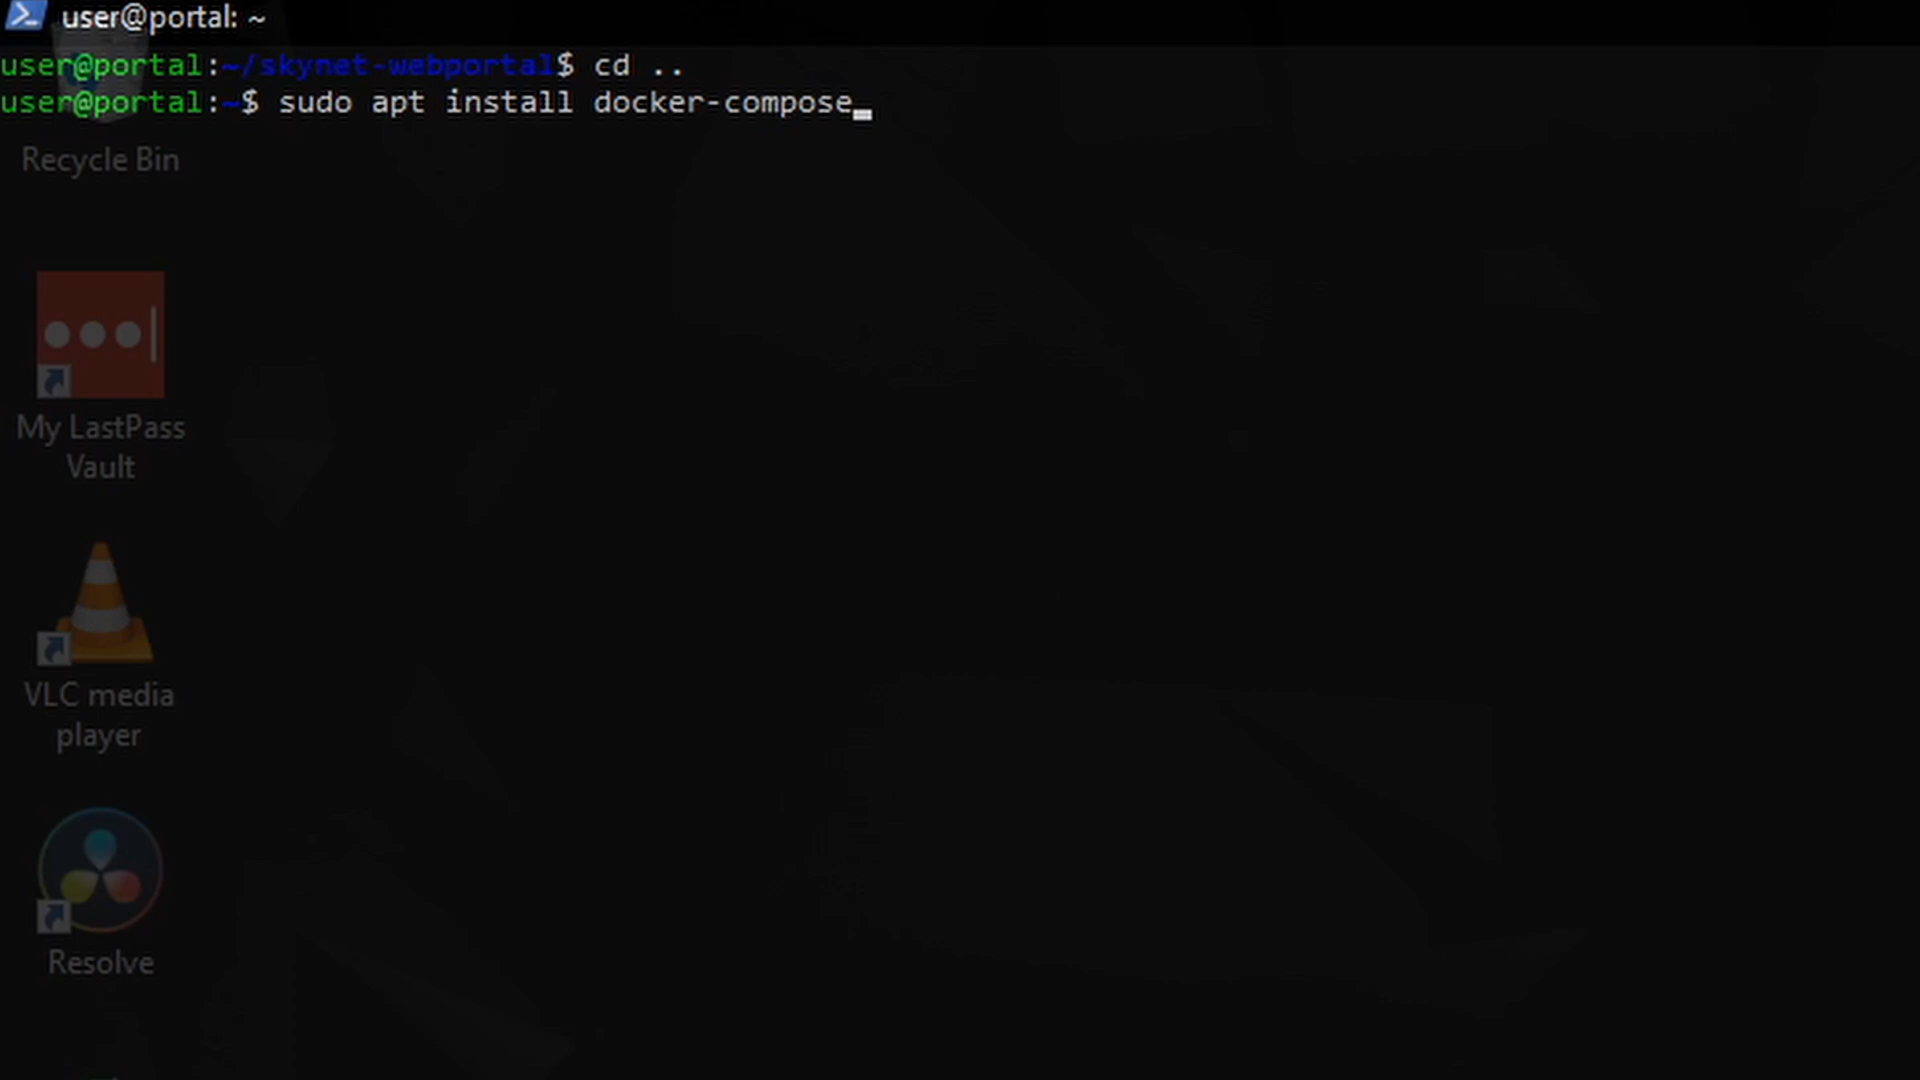 user@portal: ~
user@portal:~/skynet-webportal$ cd ..
user@portal:~$ sudo apt install docker-compose
Recycle Bin
My LastPass
Vault
VLC media
player
Resolve